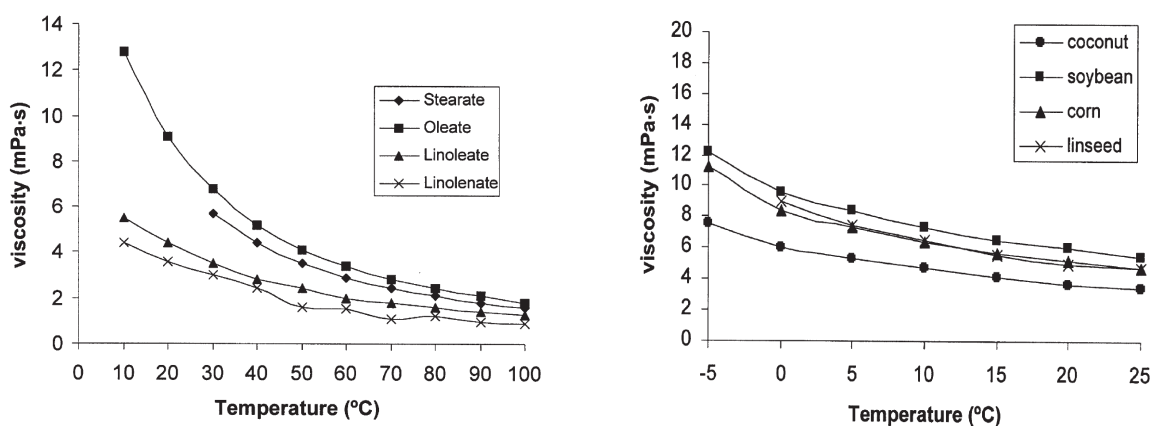 14
12
10
8
6
4
2
0
viscosity (mPa·s)
0 10 20 30 40 50 60 70 80 90 100
Temperature (ºC)
Stearate
Oleate
Linoleate
Linolenate
20
18
16
14
12
10
8
6
4
2
0
viscosity (mPa·s)
-5 0 5 10 15 20 25
Temperature (ºC)
coconut
soybean
corn
linseed